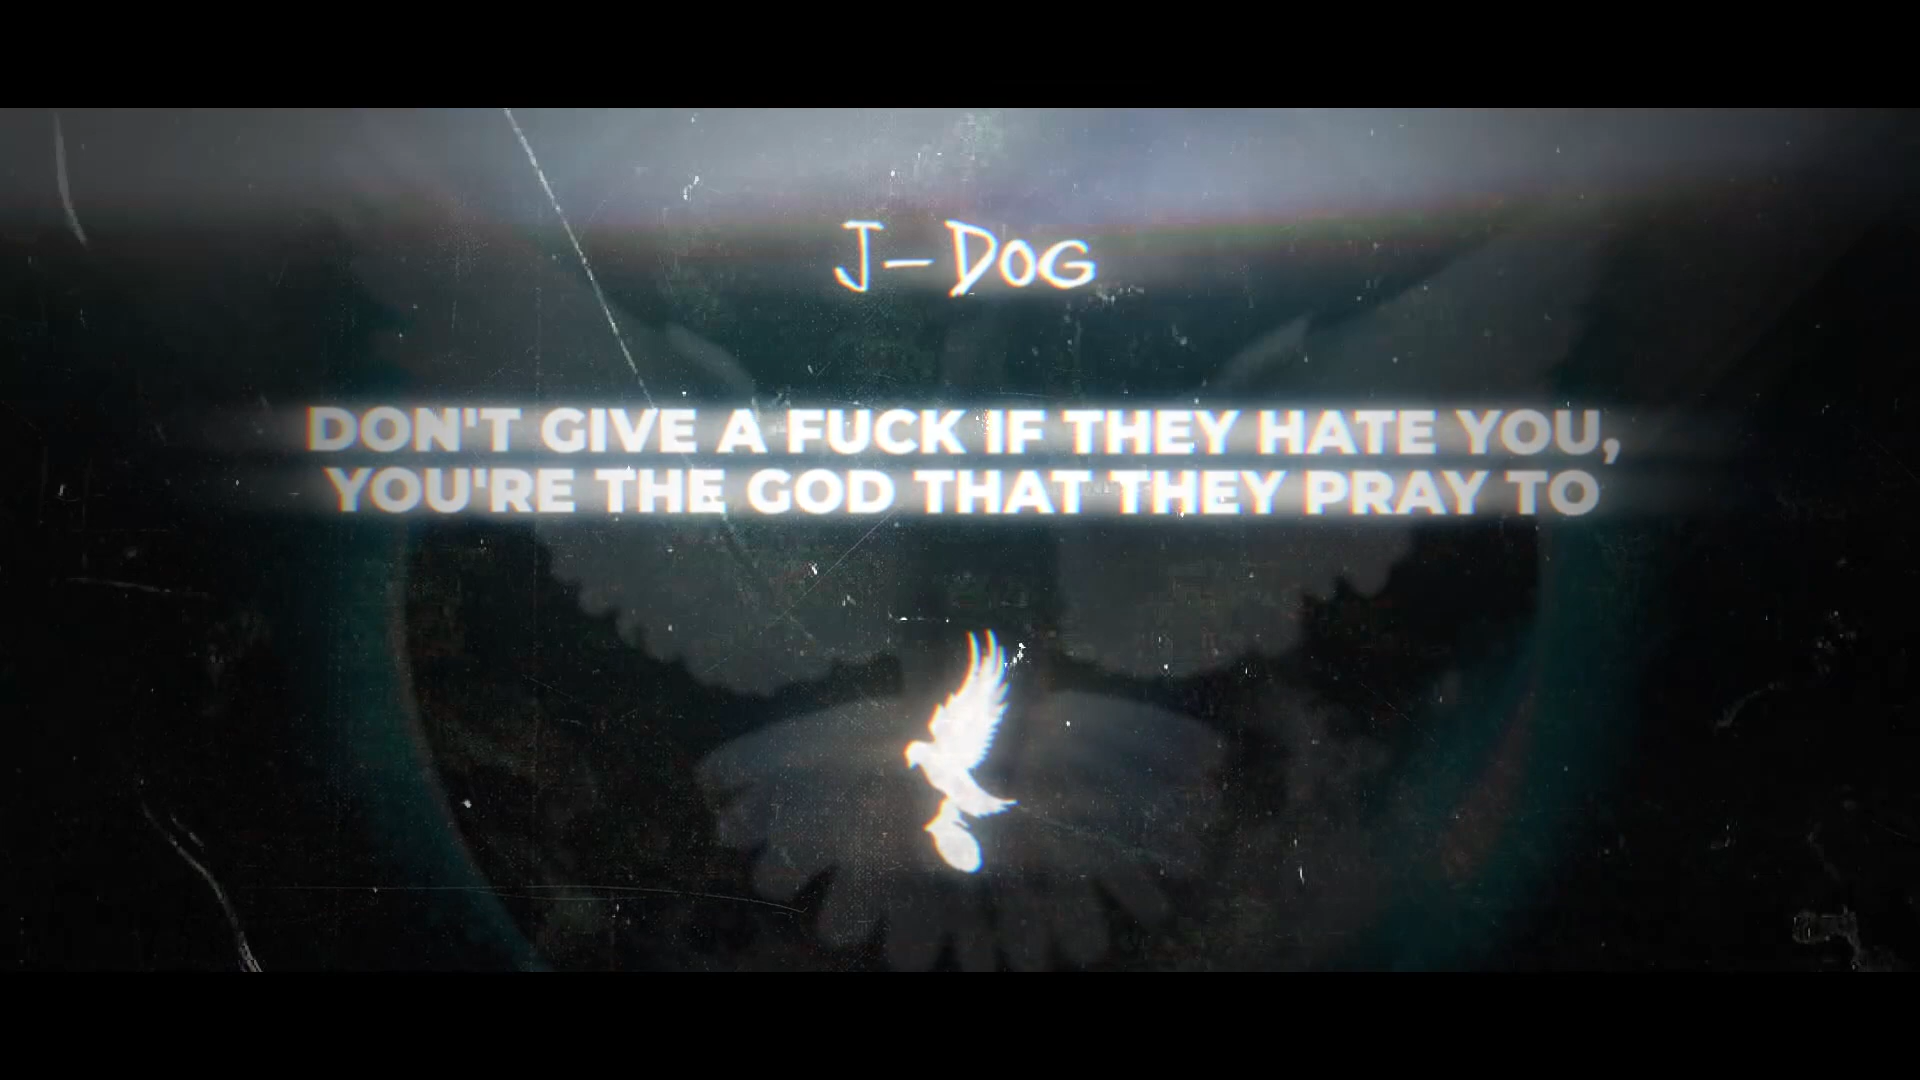 J-DOG
DON'T GIVE A FUCK IF THEY HATE YOU,
YOU'RE THE GOD THAT THEY PRAY TO